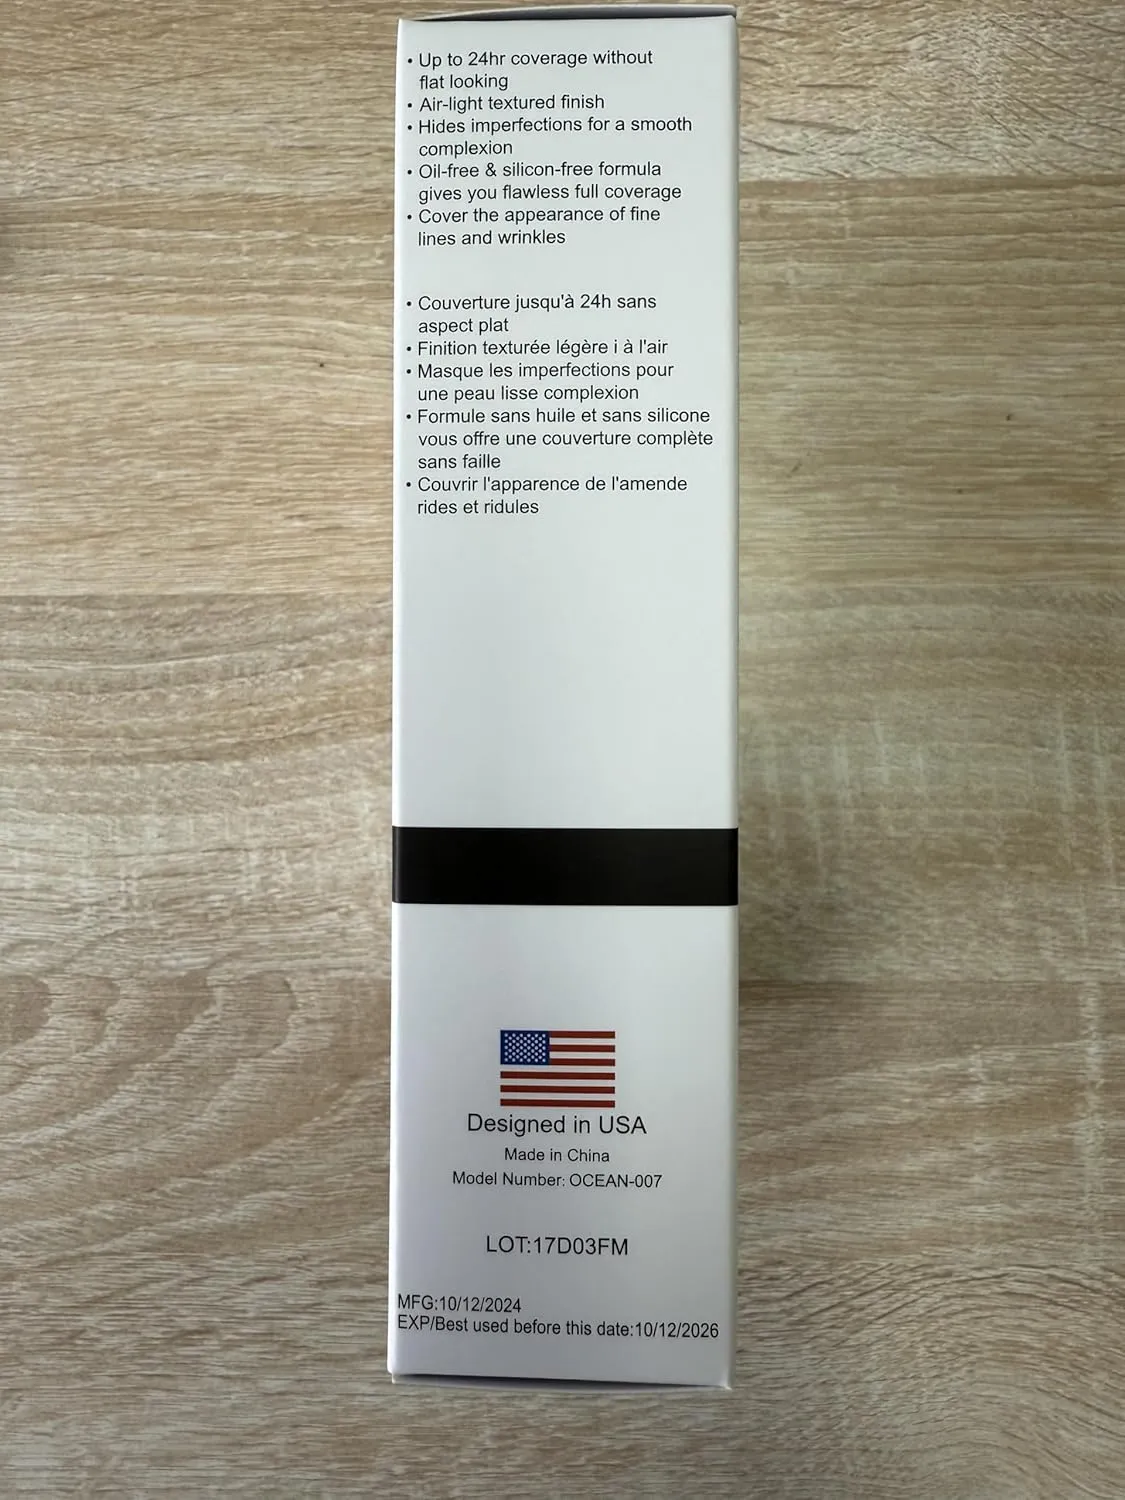 • Up to 24hr coverage without
flat looking
• Air-light textured finish
• Hides imperfections for a smooth
complexion
• Oil-free & silicon-free formula
gives you flawless full coverage
• Cover the appearance of fine
lines and wrinkles
• Couverture jusqu'à 24h sans
aspect plat
• Finition texturée légère i à l'air
• Masque les imperfections pour
une peau lisse complexion
• Formule sans huile et sans silicone
vous offre une couverture complète
sans faille
• Couvrir l'apparence de l'amende
rides et ridules
Designed in USA
Made in China
Model Number: OCEAN-007
LOT:17D03FM
MFG:10/12/2024
EXP/Best used before this date:10/12/2026